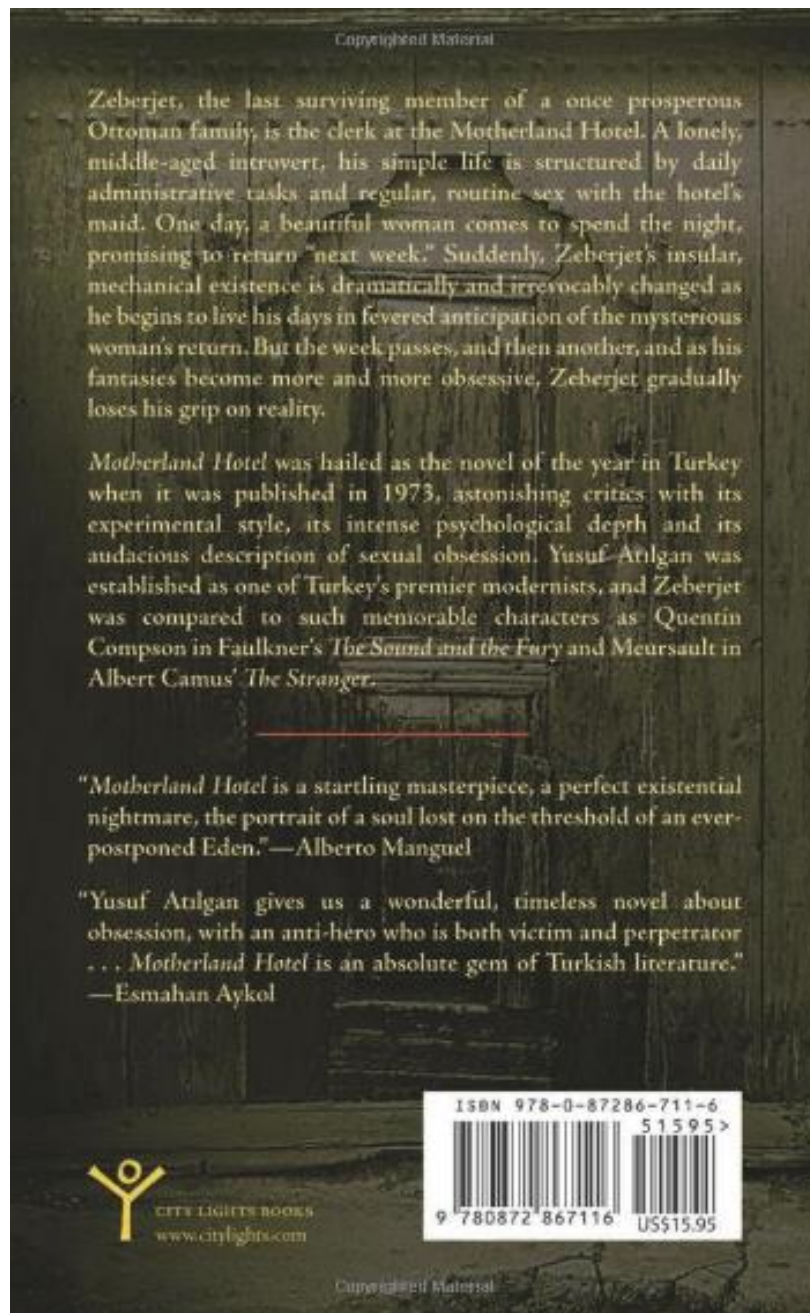 Copyrighted Material
Zeberjet, the last surviving member of a once prosperous
Ottoman family, is the clerk at the Motherland Hotel. A lonely,
middle-aged introvert, his simple life is structured by daily
administrative tasks and regular, routine sex with the hotel's
maid. One day, a beautiful woman comes to spend the night,
promising to return "next week." Suddenly, Zeberjet's insular,
mechanical existence is dramatically and irrevocably changed as
he begins to live his days in fevered anticipation of the mysterious
woman's return. But the week passes, and then another, and as his
fantasies become more and more obsessive, Zeberjet gradually
loses his grip on reality.
Motherland Hotel was hailed as the novel of the year in Turkey
when it was published in 1973, astonishing critics with its
experimental style, its intense psychological depth and its
audacious description of sexual obsession. Yusuf Atılgan was
established as one of Turkey's premier modernists, and Zeberjet
was compared to such memorable characters as Quentin
Compson in Faulkner's The Sound and the Fury and Meursault in
Albert Camus' The Stranger.
"Motherland Hotel is a startling masterpiece, a perfect existential
nightmare, the portrait of a soul lost on the threshold of an ever-
postponed Eden."—Alberto Manguel
"Yusuf Atılgan gives us a wonderful, timeless novel about
obsession, with an anti-hero who is both victim and perpetrator
. . . Motherland Hotel is an absolute gem of Turkish literature."
—Esmahan Aykol
ISBN 978-0-87286-711-6
51595>
9 780872 867116
US$15.95
CITY LIGHTS BOOKS
www.citylights.com
Copyrighted Material